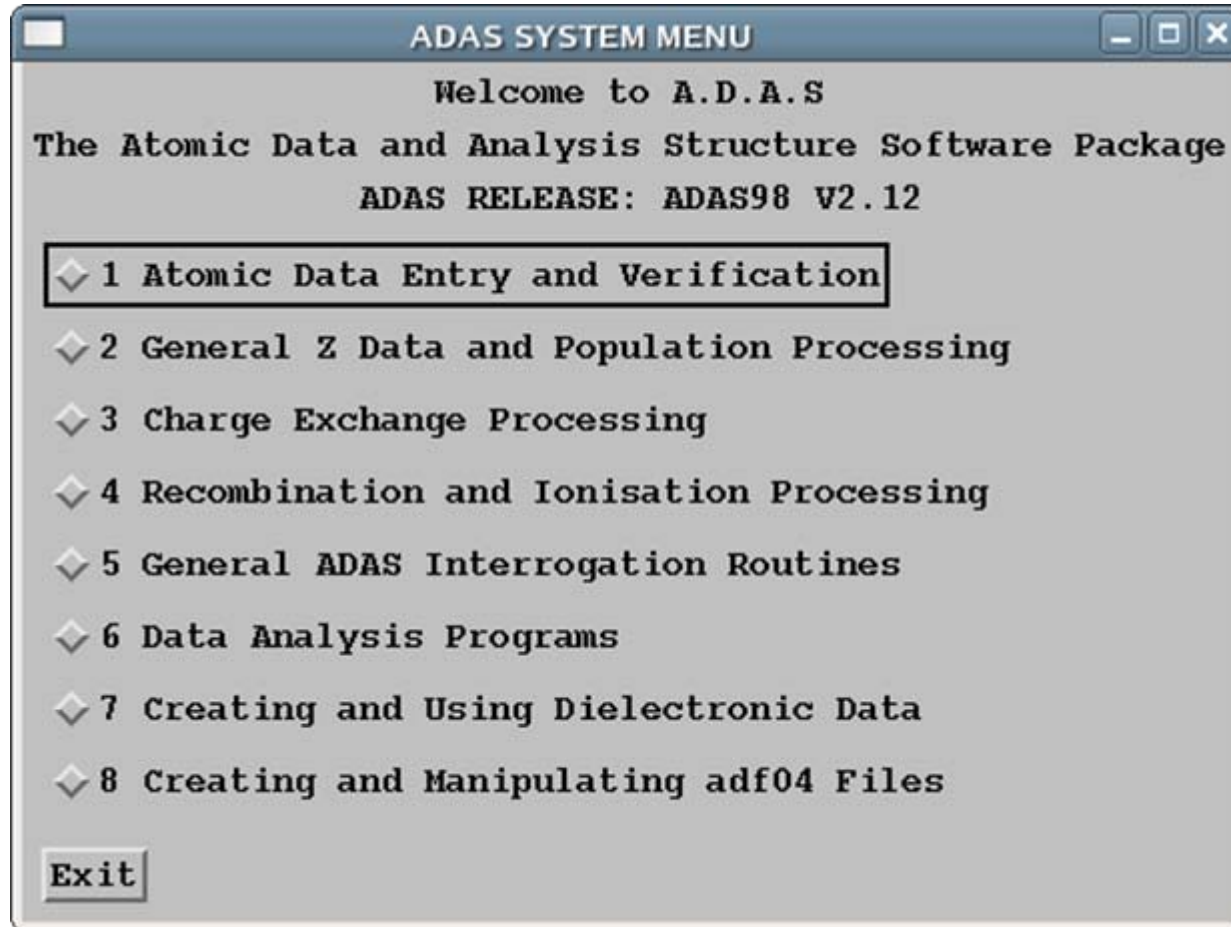 ADAS SYSTEM MENU
Welcome to A.D.A.S
The Atomic Data and Analysis Structure Software Package
ADAS RELEASE: ADAS98 V2.12
1 Atomic Data Entry and Verification
2 General Z Data and Population Processing
3 Charge Exchange Processing
4 Recombination and Ionisation Processing
5 General ADAS Interrogation Routines
6 Data Analysis Programs
7 Creating and Using Dielectronic Data
8 Creating and Manipulating adf04 Files
Exit